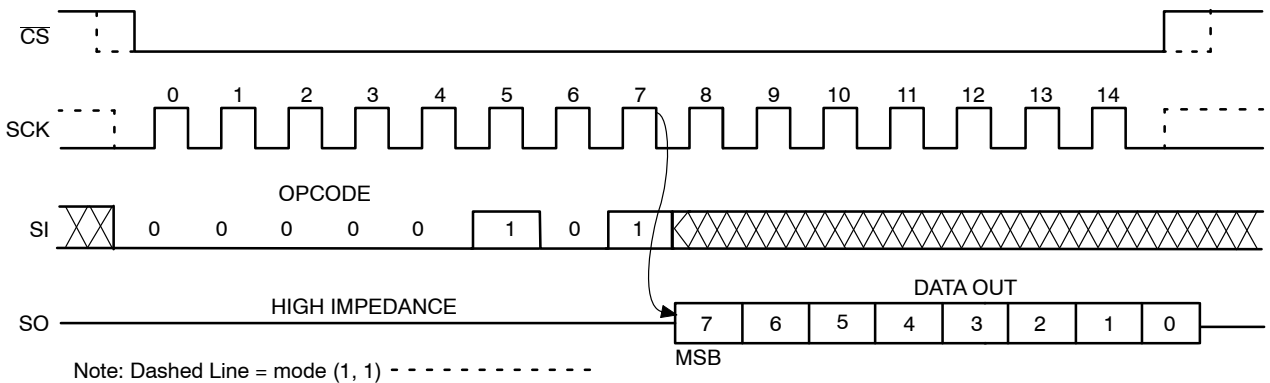 CS
0 1 2 3 4 5 6 7 8 9 10 11 12 13 14
SCK
OPCODE
SI 0 0 0 0 0 1 0 1
DATA OUT
HIGH IMPEDANCE
SO 7 6 5 4 3 2 1 0
MSB
Note: Dashed Line = mode (1, 1)